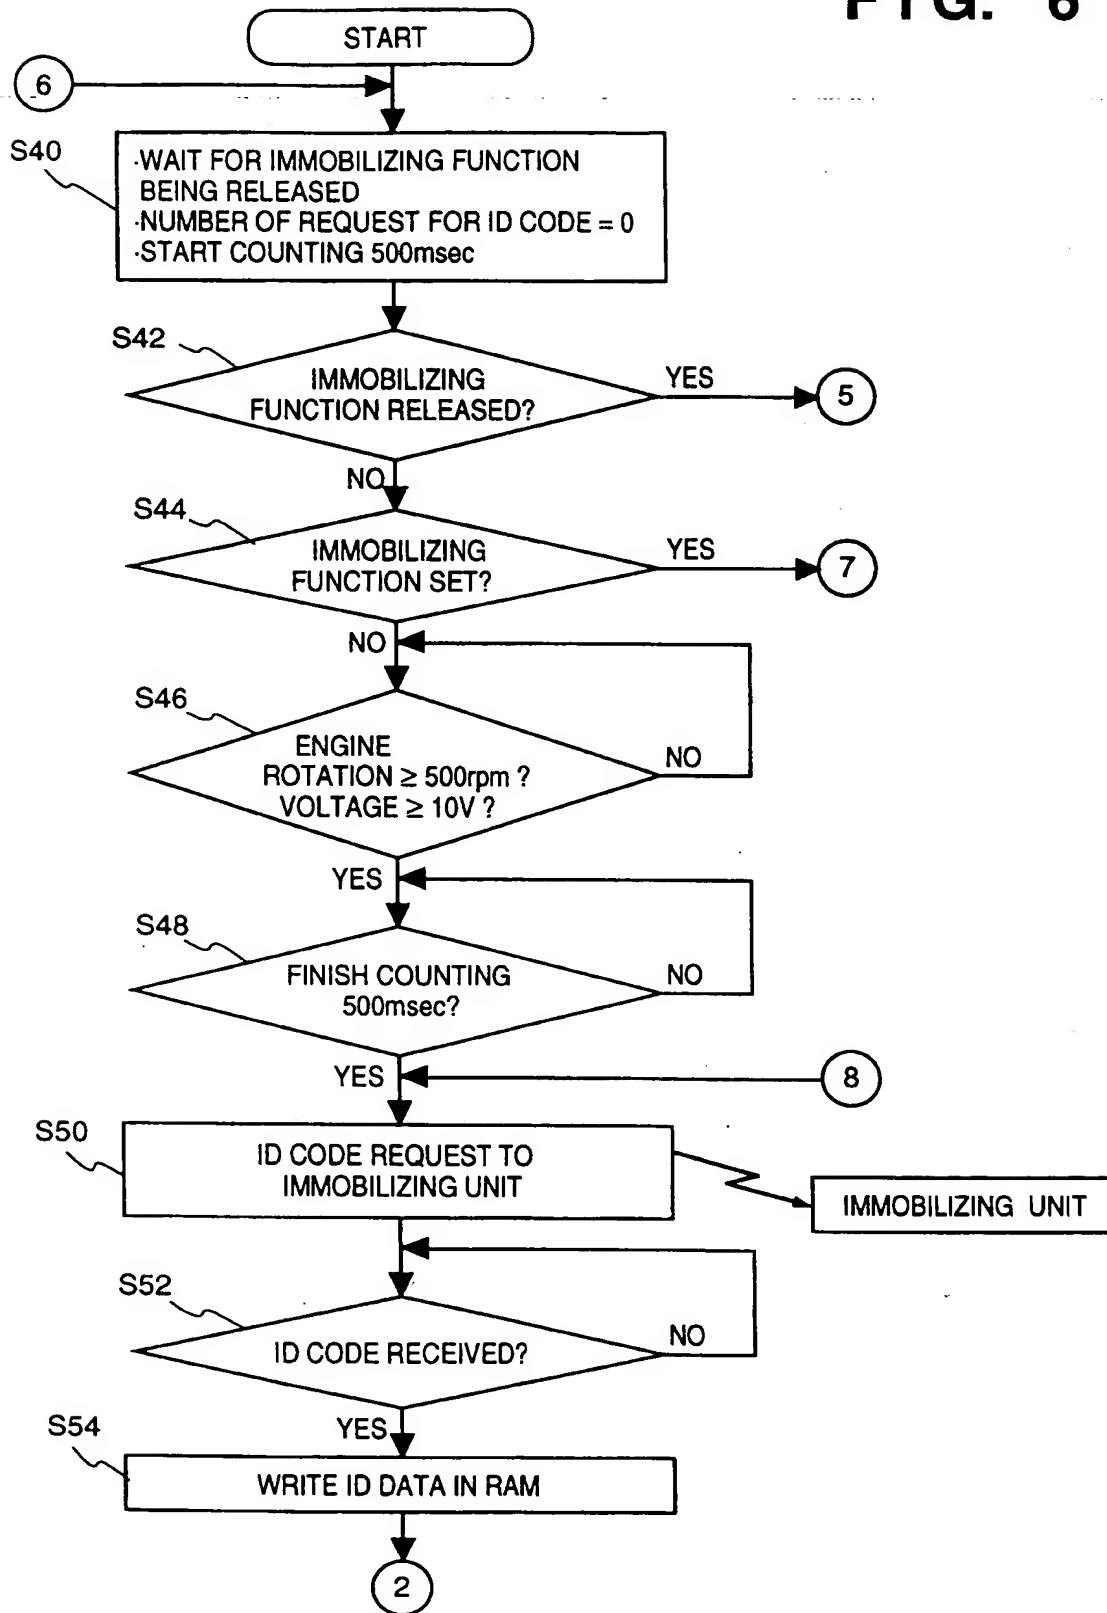 FIG. 6
START
6
S40
·WAIT FOR IMMOBILIZING FUNCTION
BEING RELEASED
·NUMBER OF REQUEST FOR ID CODE = 0
·START COUNTING 500msec
S42
IMMOBILIZING
FUNCTION RELEASED?
YES
5
NO
S44
IMMOBILIZING
FUNCTION SET?
YES
7
NO
S46
ENGINE
ROTATION ≥ 500rpm ?
VOLTAGE ≥ 10V ?
NO
YES
S48
FINISH COUNTING
500msec?
NO
YES
8
S50
ID CODE REQUEST TO
IMMOBILIZING UNIT
IMMOBILIZING UNIT
S52
ID CODE RECEIVED?
NO
YES
S54
WRITE ID DATA IN RAM
2